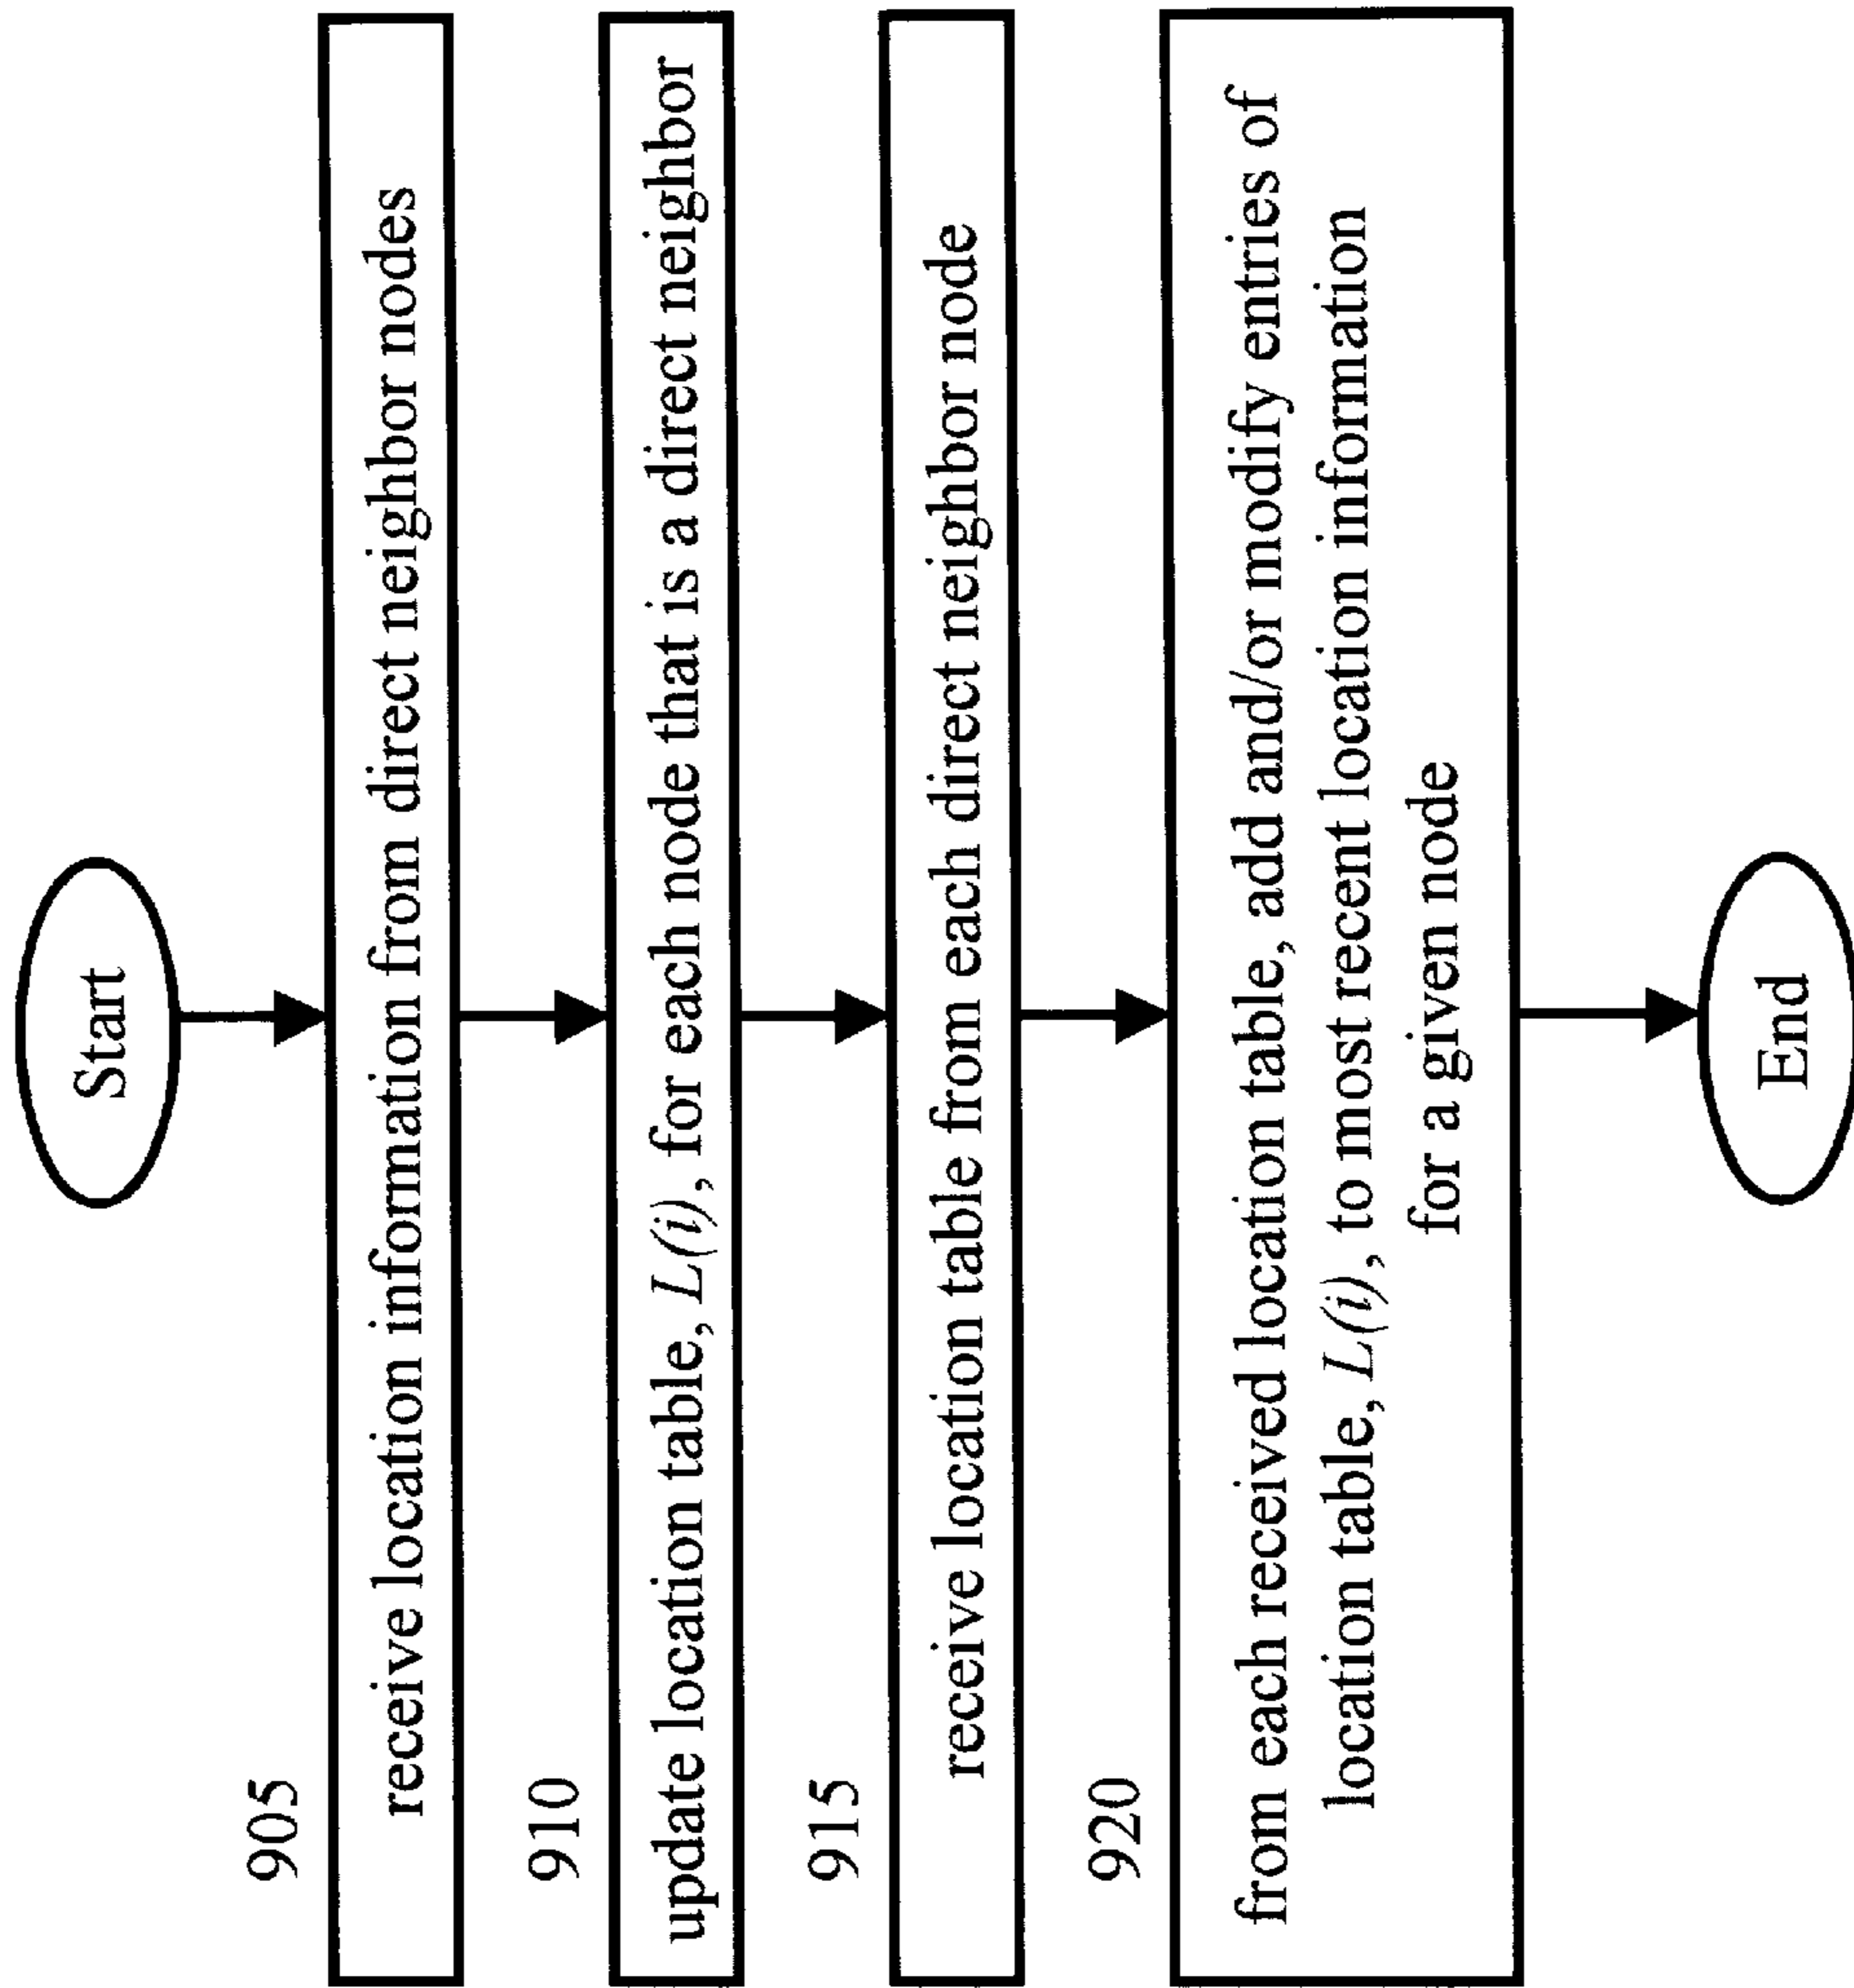 Start
905
receive location information from direct neighbor nodes
910
update location table, L(i), for each node that is a direct neighbor
915
receive location table from each direct neighbor node
920
from each received location table, add and/or modify entries of
location table, L(i), to most recent location information
for a given node
End